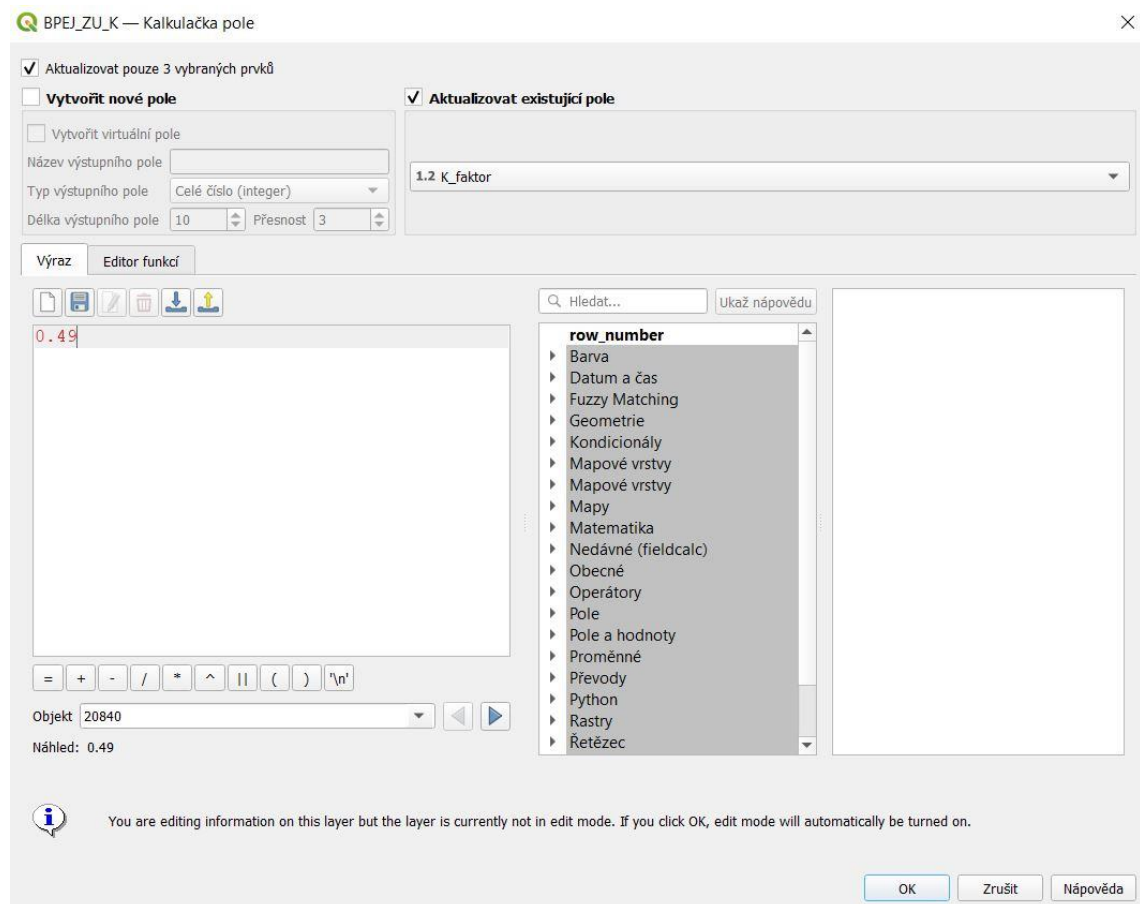 BPEJ_ZU_K — Kalkulačka pole
Aktualizovat pouze 3 vybraných prvků
Vytvořit nové pole
Vytvořit virtuální pole
Název výstupního pole
Typ výstupního pole Celé číslo (integer)
Délka výstupního pole 10 Přesnost 3
Aktualizovat existující pole
1.2 K_faktor
Výraz Editor funkcí
0.49
= + - / * ^ || ( ) '\n'
Objekt 20840
Náhled: 0.49
Hledat... Ukaž nápovědu
row_number
Barva
Datum a čas
Fuzzy Matching
Geometrie
Kondicionály
Mapové vrstvy
Mapové vrstvy
Mapy
Matematika
Nedávné (fieldcalc)
Obecné
Operátory
Pole
Pole a hodnoty
Proměnné
Převody
Python
Rastry
Řetězec
You are editing information on this layer but the layer is currently not in edit mode. If you click OK, edit mode will automatically be turned on.
OK Zrušit Nápověda